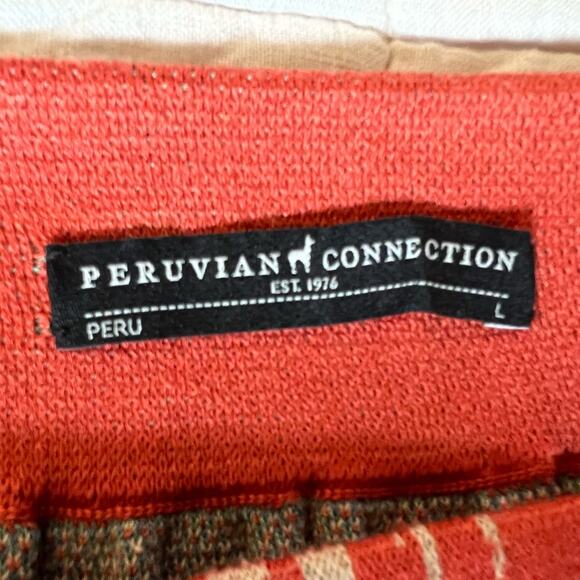 PERUVIAN CONNECTION
EST. 1976
PERU L